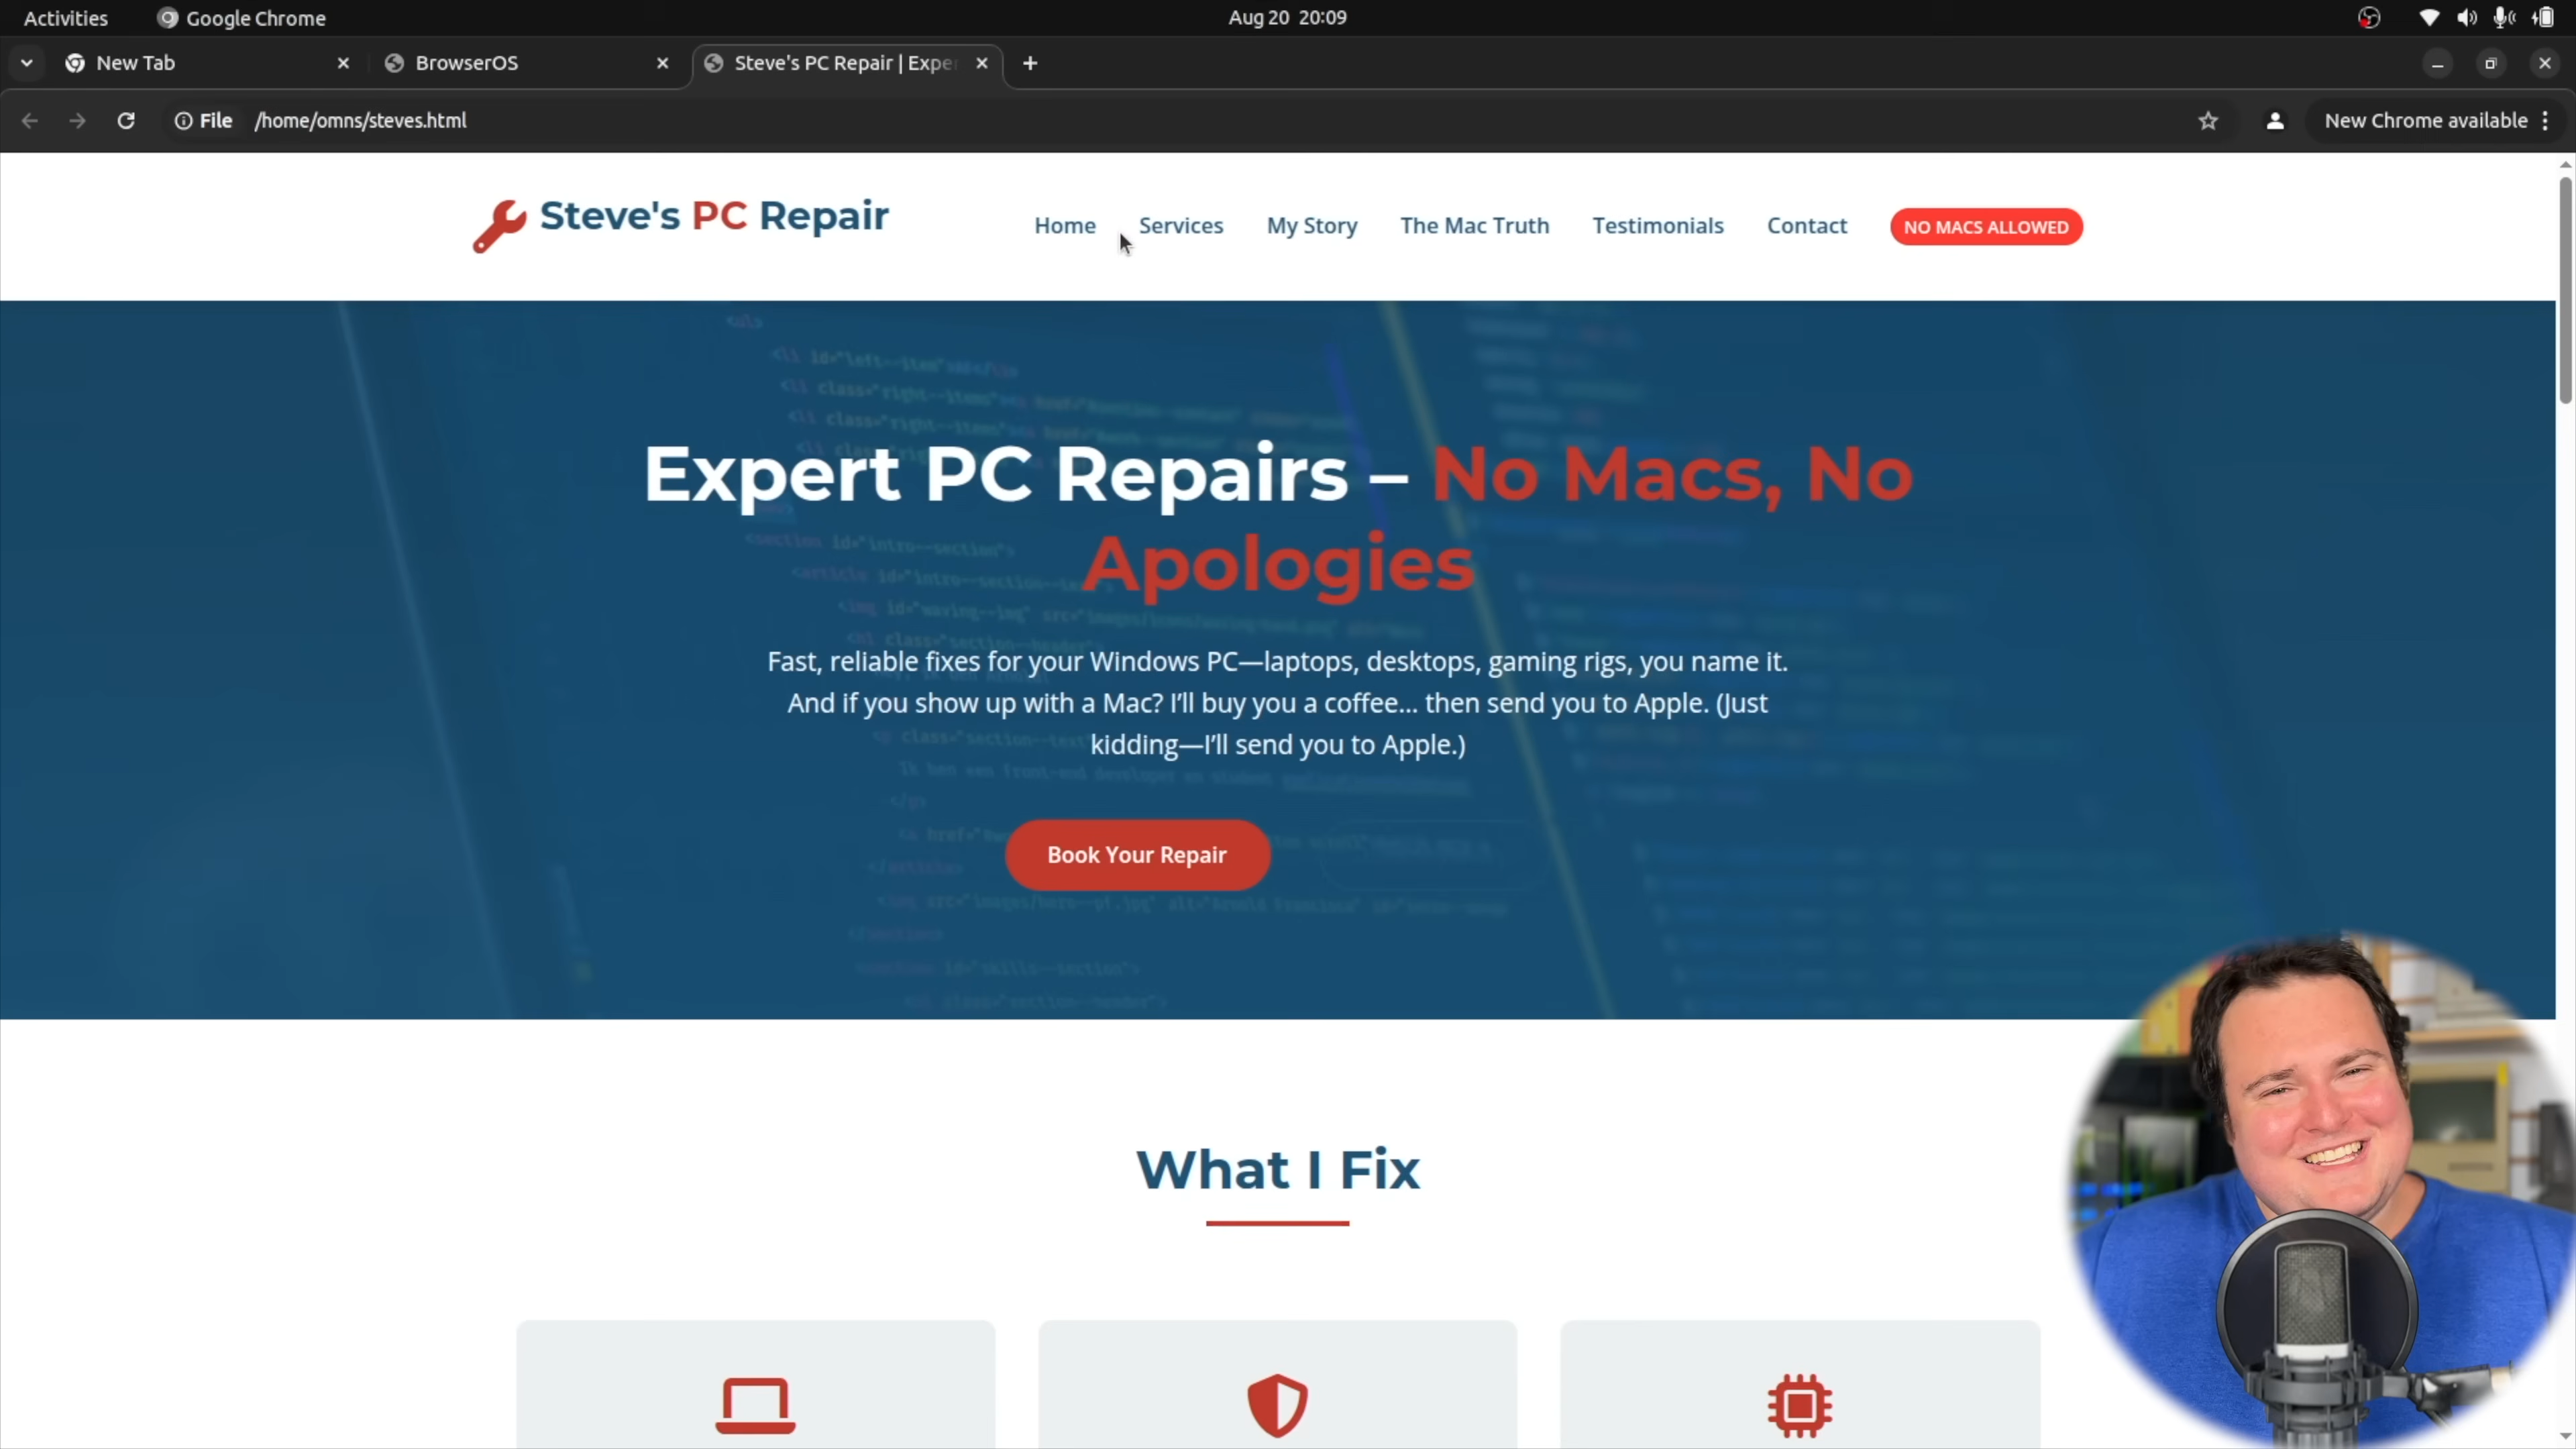 Activities
Google Chrome
Aug 20 20:09
New Tab
BrowserOS
Steve's PC Repair | Exper
File
/home/omns/steves.html
New Chrome available
Steve's PC Repair
Home
Services
My Story
The Mac Truth
Testimonials
Contact
NO MACS ALLOWED
Expert PC Repairs – No Macs, No
Apologies
Fast, reliable fixes for your Windows PC—laptops, desktops, gaming rigs, you name it.
And if you show up with a Mac? I'll buy you a coffee... then send you to Apple. (Just
kidding—I'll send you to Apple.)
Book Your Repair
What I Fix